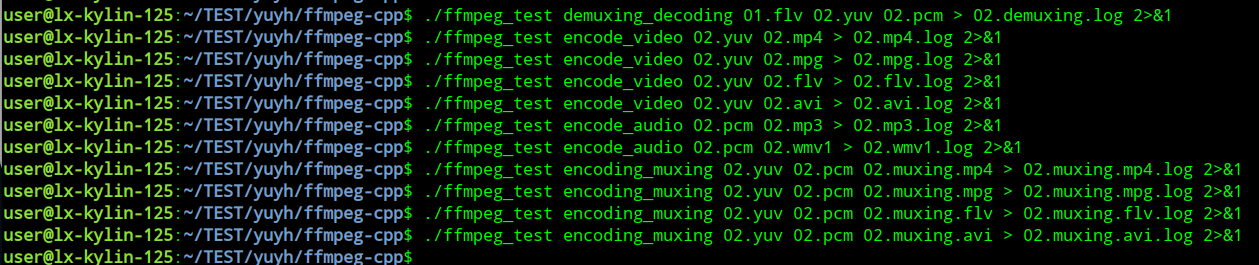 user@lx-kylin-125:~/TEST/yuyh/ffmpeg-cpp$ ./ffmpeg_test demuxing_decoding 01.flv 02.yuv 02.pcm > 02.demuxing.log 2>&1
user@lx-kylin-125:~/TEST/yuyh/ffmpeg-cpp$ ./ffmpeg_test encode_video 02.yuv 02.mp4 > 02.mp4.log 2>&1
user@lx-kylin-125:~/TEST/yuyh/ffmpeg-cpp$ ./ffmpeg_test encode_video 02.yuv 02.mpg > 02.mpg.log 2>&1
user@lx-kylin-125:~/TEST/yuyh/ffmpeg-cpp$ ./ffmpeg_test encode_video 02.yuv 02.flv > 02.flv.log 2>&1
user@lx-kylin-125:~/TEST/yuyh/ffmpeg-cpp$ ./ffmpeg_test encode_video 02.yuv 02.avi > 02.avi.log 2>&1
user@lx-kylin-125:~/TEST/yuyh/ffmpeg-cpp$ ./ffmpeg_test encode_audio 02.pcm 02.mp3 > 02.mp3.log 2>&1
user@lx-kylin-125:~/TEST/yuyh/ffmpeg-cpp$ ./ffmpeg_test encode_audio 02.pcm 02.wmv1 > 02.wmv1.log 2>&1
user@lx-kylin-125:~/TEST/yuyh/ffmpeg-cpp$ ./ffmpeg_test encoding_muxing 02.yuv 02.pcm 02.muxing.mp4 > 02.muxing.mp4.log 2>&1
user@lx-kylin-125:~/TEST/yuyh/ffmpeg-cpp$ ./ffmpeg_test encoding_muxing 02.yuv 02.pcm 02.muxing.mpg > 02.muxing.mpg.log 2>&1
user@lx-kylin-125:~/TEST/yuyh/ffmpeg-cpp$ ./ffmpeg_test encoding_muxing 02.yuv 02.pcm 02.muxing.flv > 02.muxing.flv.log 2>&1
user@lx-kylin-125:~/TEST/yuyh/ffmpeg-cpp$ ./ffmpeg_test encoding_muxing 02.yuv 02.pcm 02.muxing.avi > 02.muxing.avi.log 2>&1
user@lx-kylin-125:~/TEST/yuyh/ffmpeg-cpp$